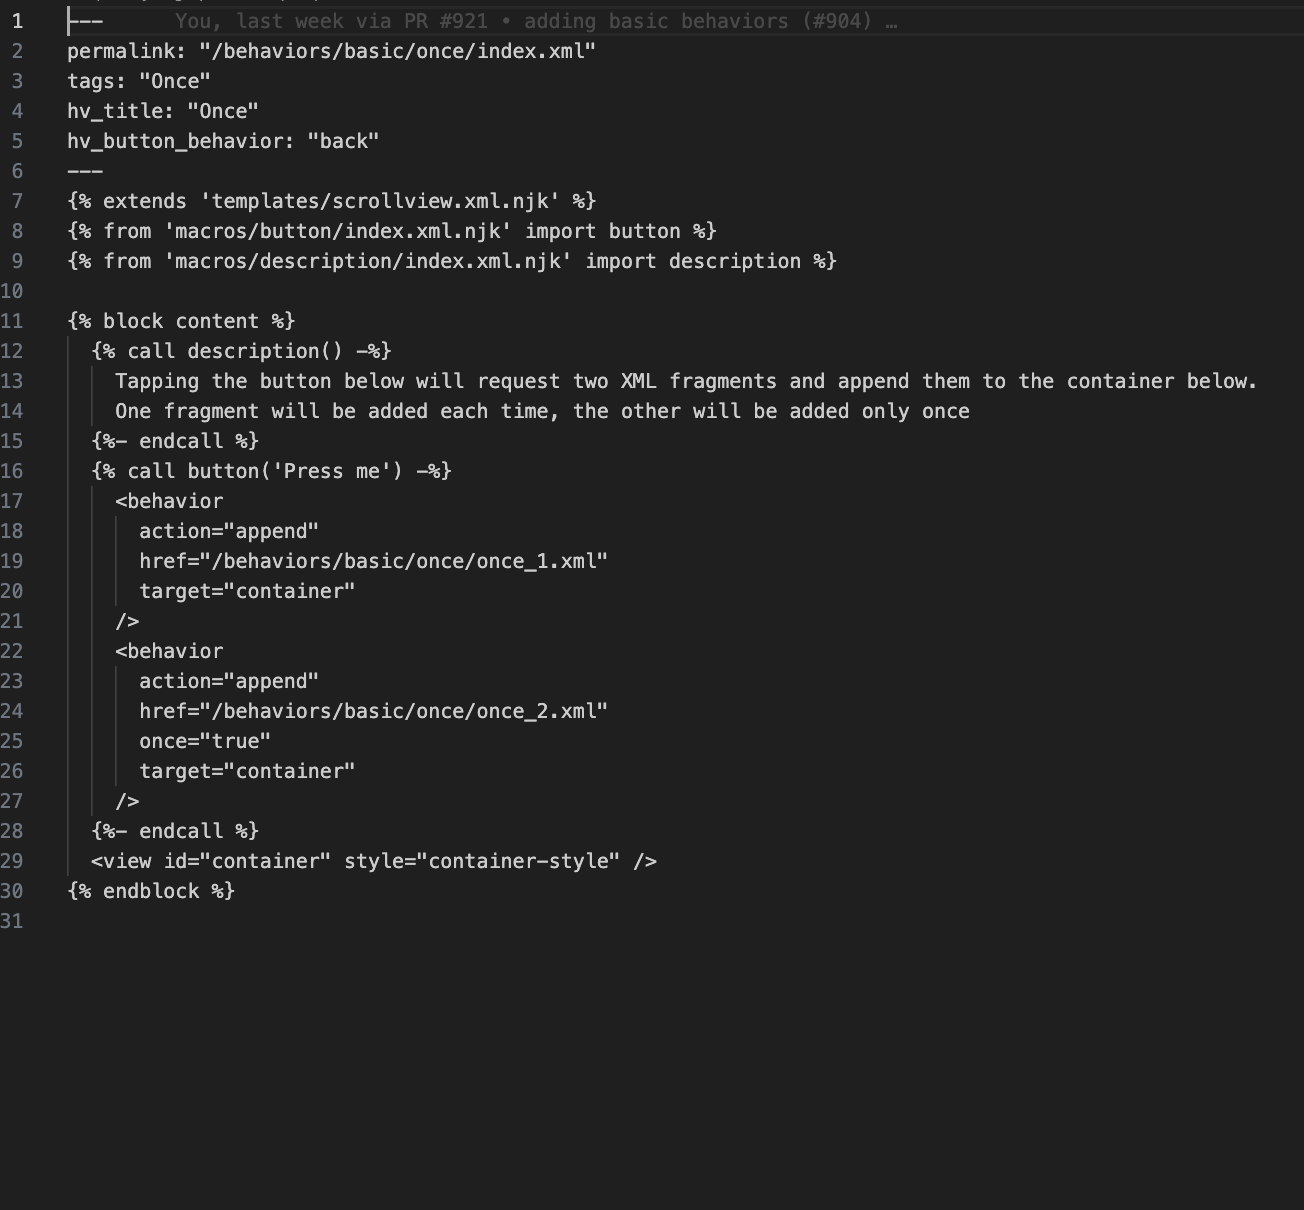 1 --- You, last week via PR #921 • adding basic behaviors (#904) …
2 permalink: "/behaviors/basic/once/index.xml"
3 tags: "Once"
4 hv_title: "Once"
5 hv_button_behavior: "back"
6 ---
7 {% extends 'templates/scrollview.xml.njk' %}
8 {% from 'macros/button/index.xml.njk' import button %}
9 {% from 'macros/description/index.xml.njk' import description %}
10
11 {% block content %}
12   {% call description() -%}
13     Tapping the button below will request two XML fragments and append them to the container below.
14     One fragment will be added each time, the other will be added only once
15   {%- endcall %}
16   {% call button('Press me') -%}
17     <behavior
18       action="append"
19       href="/behaviors/basic/once/once_1.xml"
20       target="container"
21     />
22     <behavior
23       action="append"
24       href="/behaviors/basic/once/once_2.xml"
25       once="true"
26       target="container"
27     />
28   {%- endcall %}
29   <view id="container" style="container-style" />
30 {% endblock %}
31